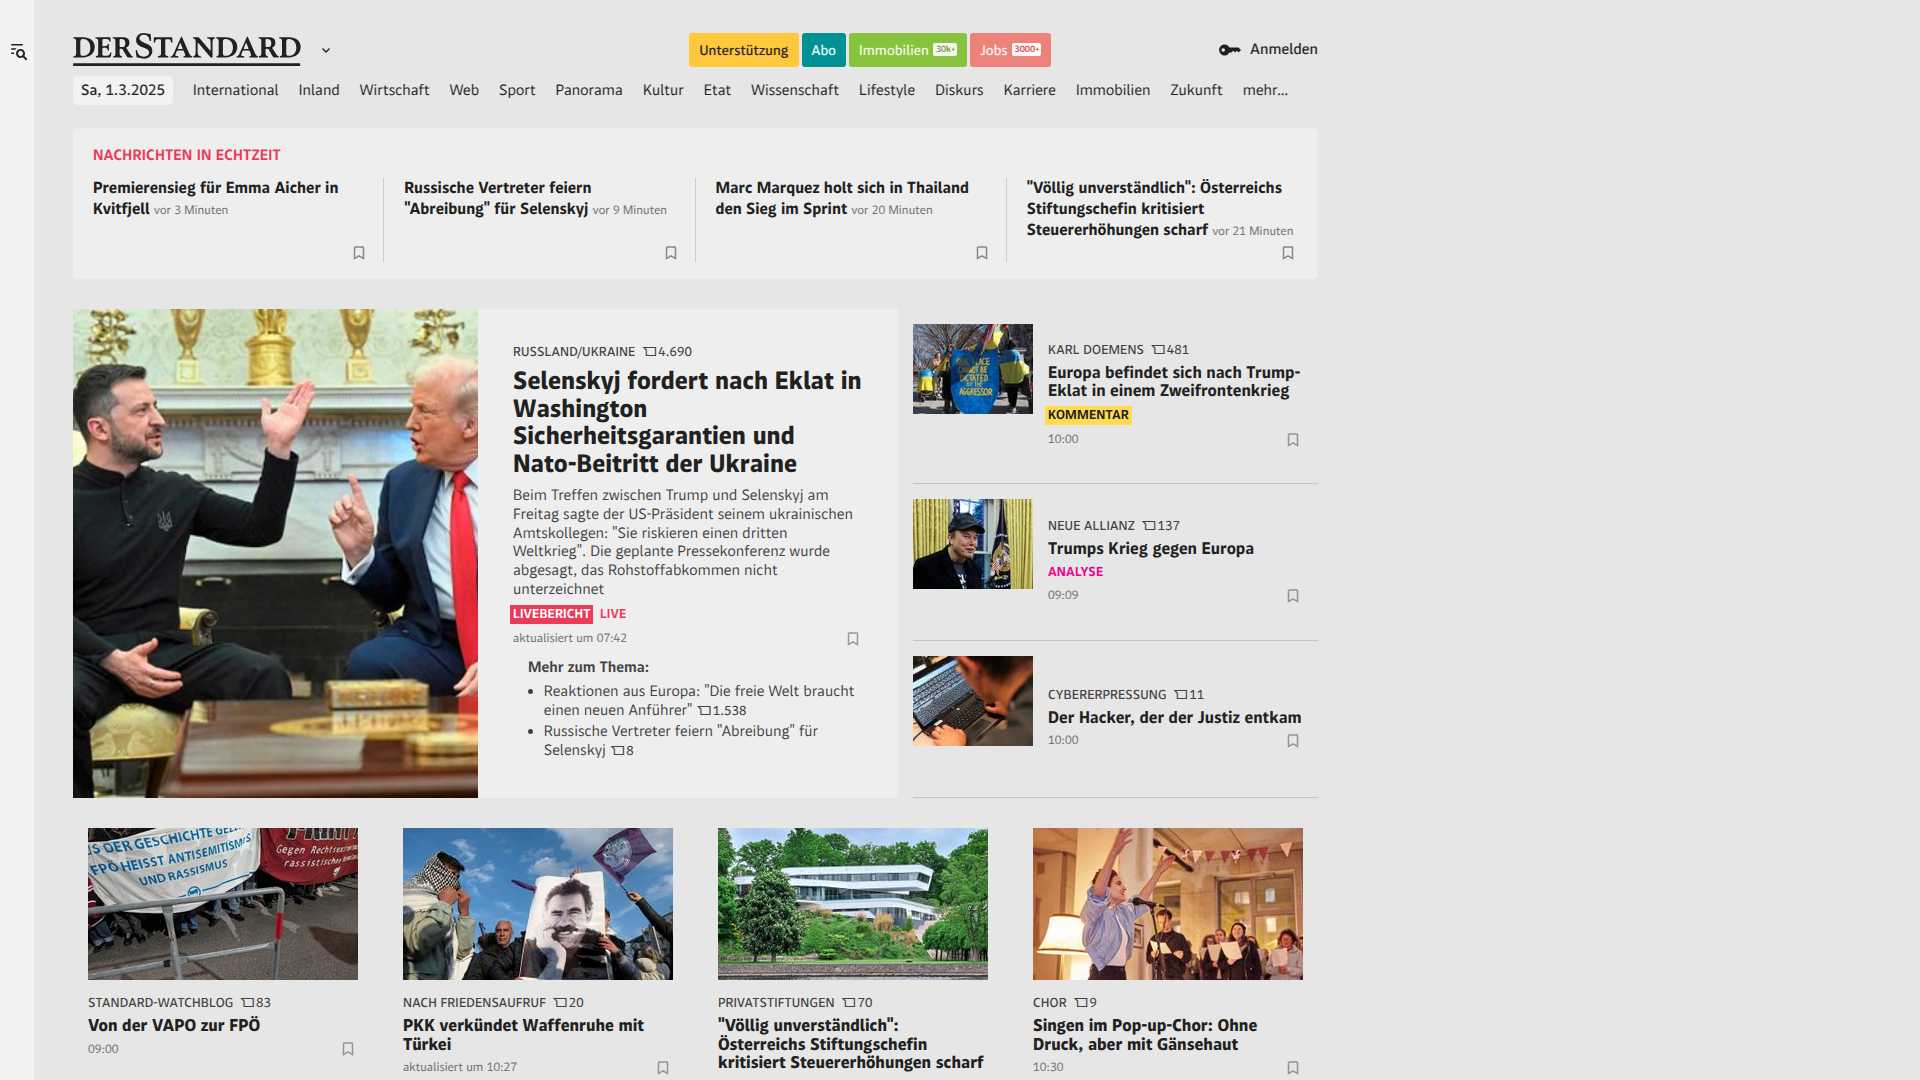 DERSTANDARD
Unterstützung
Abo
Immobilien 30k+
Jobs 3000+
Anmelden
Sa, 1.3.2025
International
Inland
Wirtschaft
Web
Sport
Panorama
Kultur
Etat
Wissenschaft
Lifestyle
Diskurs
Karriere
Immobilien
Zukunft
mehr...
NACHRICHTEN IN ECHTZEIT
Premierensieg für Emma Aicher in
Kvitfjell vor 3 Minuten
Russische Vertreter feiern
"Abreibung" für Selenskyj vor 9 Minuten
Marc Marquez holt sich in Thailand
den Sieg im Sprint vor 20 Minuten
"Völlig unverständlich": Österreichs
Stiftungschefin kritisiert
Steuererhöhungen scharf vor 21 Minuten
RUSSLAND/UKRAINE 4.690
Selenskyj fordert nach Eklat in
Washington
Sicherheitsgarantien und
Nato-Beitritt der Ukraine
Beim Treffen zwischen Trump und Selenskyj am
Freitag sagte der US-Präsident seinem ukrainischen
Amtskollegen: "Sie riskieren einen dritten
Weltkrieg". Die geplante Pressekonferenz wurde
abgesagt, das Rohstoffabkommen nicht
unterzeichnet
LIVEBERICHT LIVE
aktualisiert um 07:42
Mehr zum Thema:
• Reaktionen aus Europa: "Die freie Welt braucht
einen neuen Anführer" 1.538
• Russische Vertreter feiern "Abreibung" für
Selenskyj 8
KARL DOEMENS 481
Europa befindet sich nach Trump-
Eklat in einem Zweifrontenkrieg
KOMMENTAR
10:00
NEUE ALLIANZ 137
Trumps Krieg gegen Europa
ANALYSE
09:09
CYBERERPRESSUNG 11
Der Hacker, der der Justiz entkam
10:00
DER GESCHICHTE
FPÖ HEISST ANTISEMITISMUS
UND RASSISMUS
Gegen
STANDARD-WATCHBLOG 83
Von der VAPO zur FPÖ
09:00
NACH FRIEDENSAUFRUF 20
PKK verkündet Waffenruhe mit
Türkei
aktualisiert um 10:27
PRIVATSTIFTUNGEN 70
"Völlig unverständlich":
Österreichs Stiftungschefin
kritisiert Steuererhöhungen scharf
CHOR 9
Singen im Pop-up-Chor: Ohne
Druck, aber mit Gänsehaut
10:30